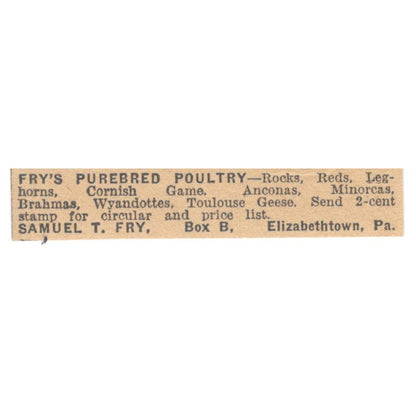 FRY'S PUREBRED POULTRY—Rocks, Reds, Leg-
horns, Cornish Game. Anconas, Minorcas,
Brahmas, Wyandottes, Toulouse Geese. Send 2-cent
stamp for circular and price list.
SAMUEL T. FRY, Box B, Elizabethtown, Pa.